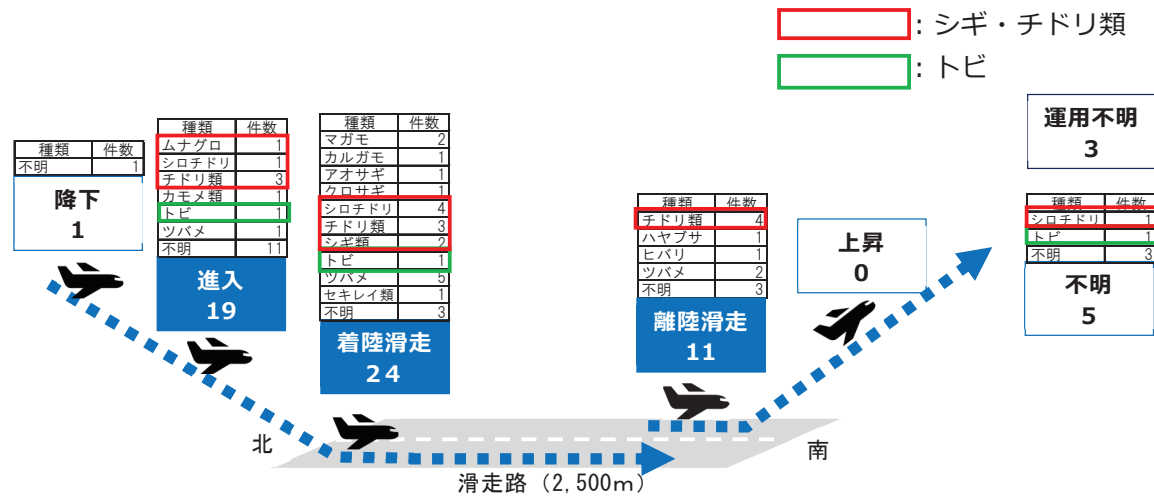 : シギ・チドリ類
: トビ
種類 件数
不明 1
降下
1
種類 件数
ムナグロ 1
シロチドリ 1
チドリ類 3
カモメ類 1
トビ 1
ツバメ 1
不明 11
進入
19
種類 件数
マガモ 2
カルガモ 1
アオサギ 1
クロサギ 1
シロチドリ 4
チドリ類 3
シギ類 2
トビ 1
ツバメ 5
セキレイ類 1
不明 3
着陸滑走
24
種類 件数
チドリ類 4
ハヤブサ 1
ヒバリ 1
ツバメ 2
不明 3
離陸滑走
11
上昇
0
運用不明
3
種類 件数
シロチドリ 1
トビ 1
不明 3
不明
5
北
南
滑走路（2,500m）